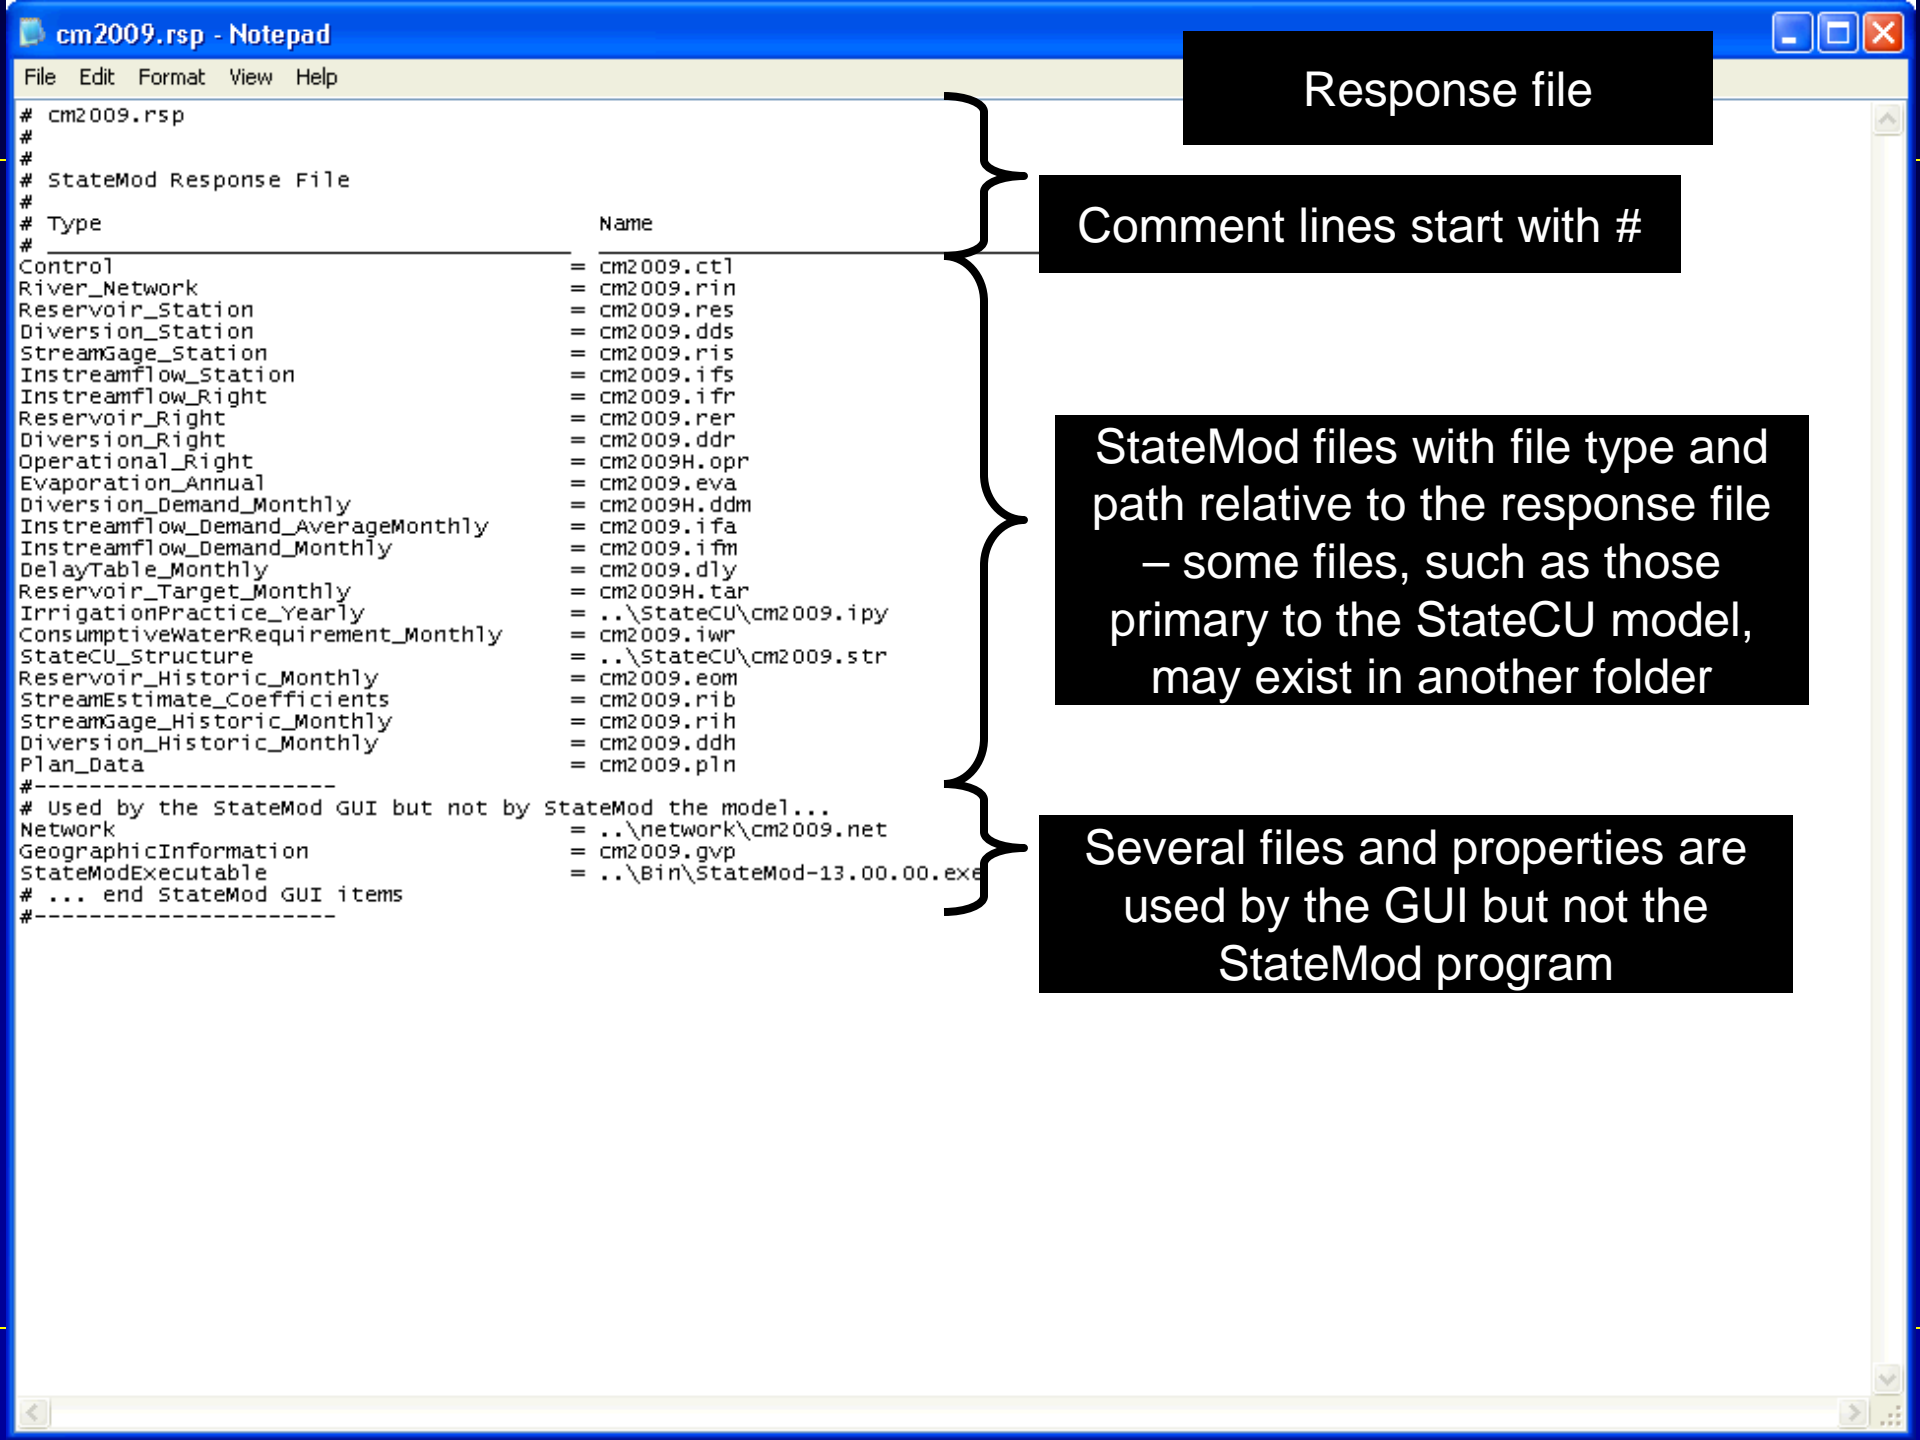 cm2009.rsp - Notepad
File Edit Format View Help
# cm2009.rsp
#
#
# StateMod Response File
#
# Type Name
# ______________________________________ ________________________________
Control = cm2009.ctl
River_Network = cm2009.rin
Reservoir_Station = cm2009.res
Diversion_Station = cm2009.dds
StreamGage_Station = cm2009.ris
Instreamflow_Station = cm2009.ifs
Instreamflow_Right = cm2009.ifr
Reservoir_Right = cm2009.rer
Diversion_Right = cm2009.ddr
Operational_Right = cm2009H.opr
Evaporation_Annual = cm2009.eva
Diversion_Demand_Monthly = cm2009H.ddm
Instreamflow_Demand_AverageMonthly = cm2009.ifa
Instreamflow_Demand_Monthly = cm2009.ifm
DelayTable_Monthly = cm2009.dly
Reservoir_Target_Monthly = cm2009H.tar
IrrigationPractice_Yearly = ..\StateCU\cm2009.ipy
ConsumptiveWaterRequirement_Monthly = cm2009.iwr
StateCU_Structure = ..\StateCU\cm2009.str
Reservoir_Historic_Monthly = cm2009.eom
StreamEstimate_Coefficients = cm2009.rib
StreamGage_Historic_Monthly = cm2009.rih
Diversion_Historic_Monthly = cm2009.ddh
Plan_Data = cm2009.pln
#----------------------
# Used by the StateMod GUI but not by StateMod the model...
Network = ..\network\cm2009.net
GeographicInformation = cm2009.gvp
StateModExecutable = ..\Bin\StateMod-13.00.00.exe
# ... end StateMod GUI items
#----------------------
Response file
Comment lines start with #
StateMod files with file type and
path relative to the response file
– some files, such as those
primary to the StateCU model,
may exist in another folder
Several files and properties are
used by the GUI but not the
StateMod program